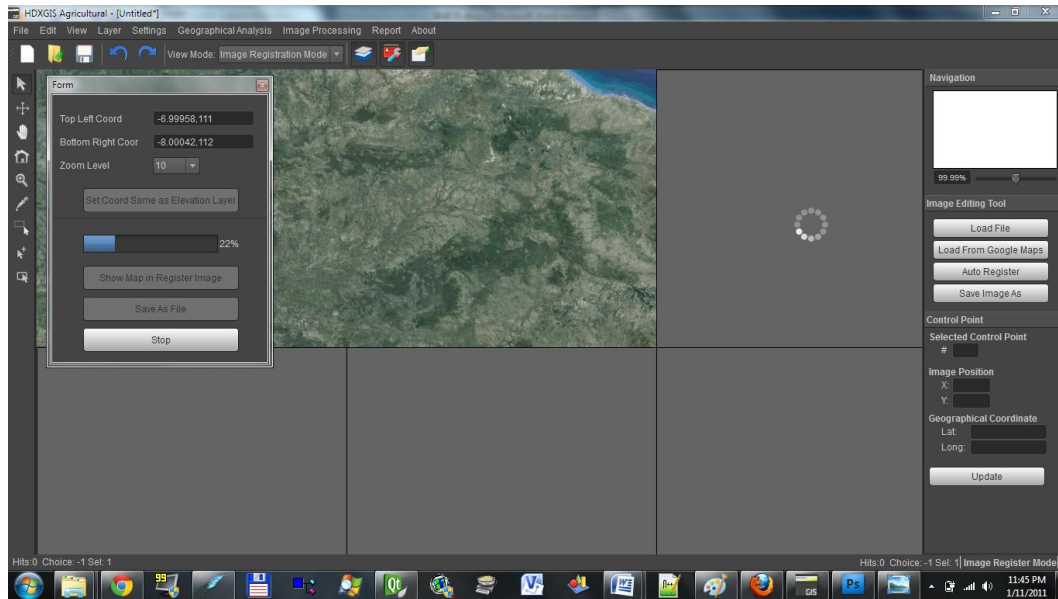 HDXGIS Agricultural - [Untitled*]
File Edit View Layer Settings Geographical Analysis Image Processing Report About
View Mode: Image Registration Mode
Form
Top Left Coord -6.99958,111
Bottom Right Coor -8.00042,112
Zoom Level 10
Set Coord Same as Elevation Layer
22%
Show Map in Register Image
Save As File
Stop
Navigation
99.99%
Image Editing Tool
Load File
Load From Google Maps
Auto Register
Save Image As
Control Point
Selected Control Point
#
Image Position
X:
Y:
Geographical Coordinate
Lat:
Long:
Update
Hits:0 Choice: -1 Sel: 1
Hits:0 Choice: -1 Sel: 1 Image Register Mode
99
Qt
GIS
Ps
11:45 PM
1/11/2011